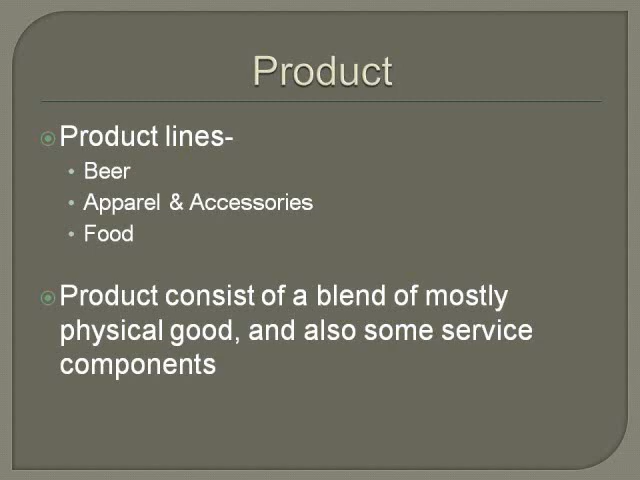 Product
Product lines-
Beer
Apparel & Accessories
Food
Product consist of a blend of mostly
physical good, and also some service
components